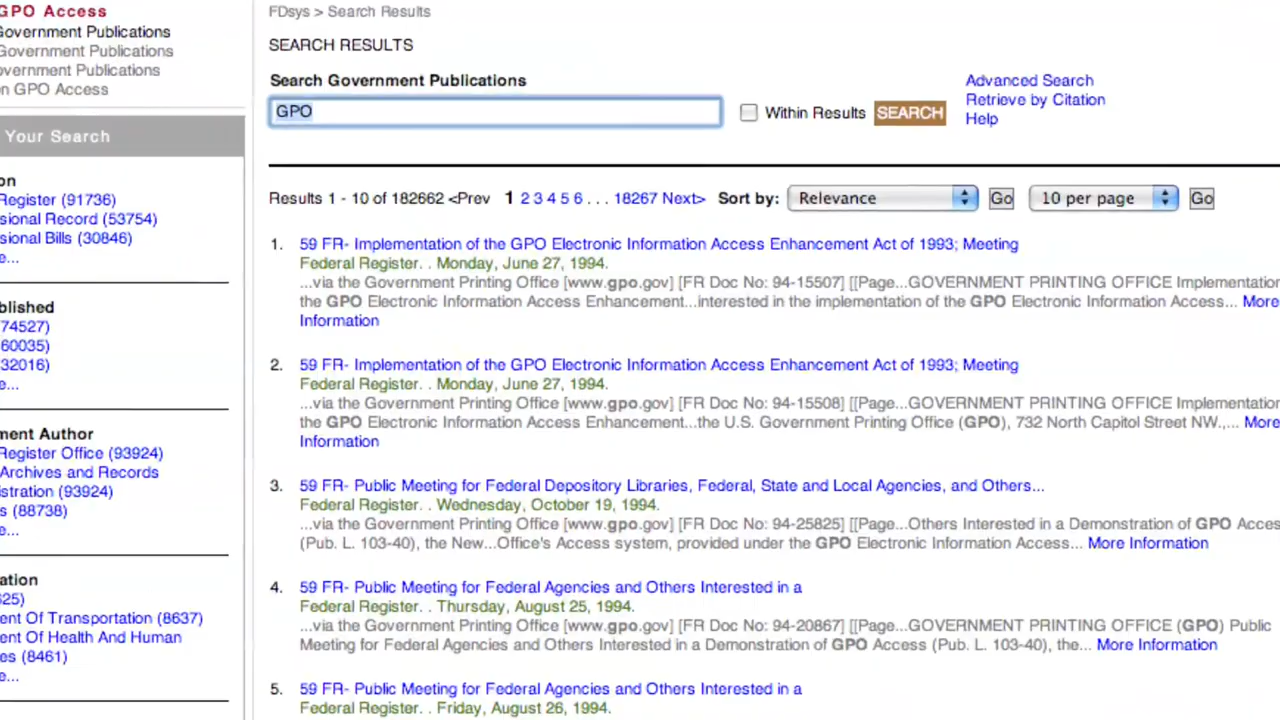 GPO Access
Government Publications
Government Publications
Government Publications
on GPO Access
Your Search
Register (91736)
sional Record (53754)
sional Bills (30846)
e...
blished
74527)
60035)
32016)
e...
ment Author
Register Office (93924)
Archives and Records
istration (93924)
s (88738)
e...
ation
625)
ent Of Transportation (8637)
ent Of Health And Human
es (8461)
e...
FDsys > Search Results
SEARCH RESULTS
Search Government Publications
GPO
Within Results SEARCH
Advanced Search
Retrieve by Citation
Help
Results 1 - 10 of 182662 <Prev 1 2 3 4 5 6 . . . 18267 Next> Sort by: Relevance Go 10 per page Go
1. 59 FR- Implementation of the GPO Electronic Information Access Enhancement Act of 1993; Meeting
Federal Register. . Monday, June 27, 1994.
...via the Government Printing Office [www.gpo.gov] [FR Doc No: 94-15507] [[Page...GOVERNMENT PRINTING OFFICE Implementation
the GPO Electronic Information Access Enhancement...interested in the implementation of the GPO Electronic Information Access... More
Information
2. 59 FR- Implementation of the GPO Electronic Information Access Enhancement Act of 1993; Meeting
Federal Register. . Monday, June 27, 1994.
...via the Government Printing Office [www.gpo.gov] [FR Doc No: 94-15508] [[Page...GOVERNMENT PRINTING OFFICE Implementation
the GPO Electronic Information Access Enhancement...the U.S. Government Printing Office (GPO), 732 North Capitol Street NW.,... More
Information
3. 59 FR- Public Meeting for Federal Depository Libraries, Federal, State and Local Agencies, and Others...
Federal Register. . Wednesday, October 19, 1994.
...via the Government Printing Office [www.gpo.gov] [FR Doc No: 94-25825] [[Page...Others Interested in a Demonstration of GPO Acces
(Pub. L. 103-40), the New...Office's Access system, provided under the GPO Electronic Information Access... More Information
4. 59 FR- Public Meeting for Federal Agencies and Others Interested in a
Federal Register. . Thursday, August 25, 1994.
...via the Government Printing Office [www.gpo.gov] [FR Doc No: 94-20867] [[Page...GOVERNMENT PRINTING OFFICE (GPO) Public
Meeting for Federal Agencies and Others Interested in a Demonstration of GPO Access (Pub. L. 103-40), the... More Information
5. 59 FR- Public Meeting for Federal Agencies and Others Interested in a
Federal Register. . Friday, August 26, 1994.